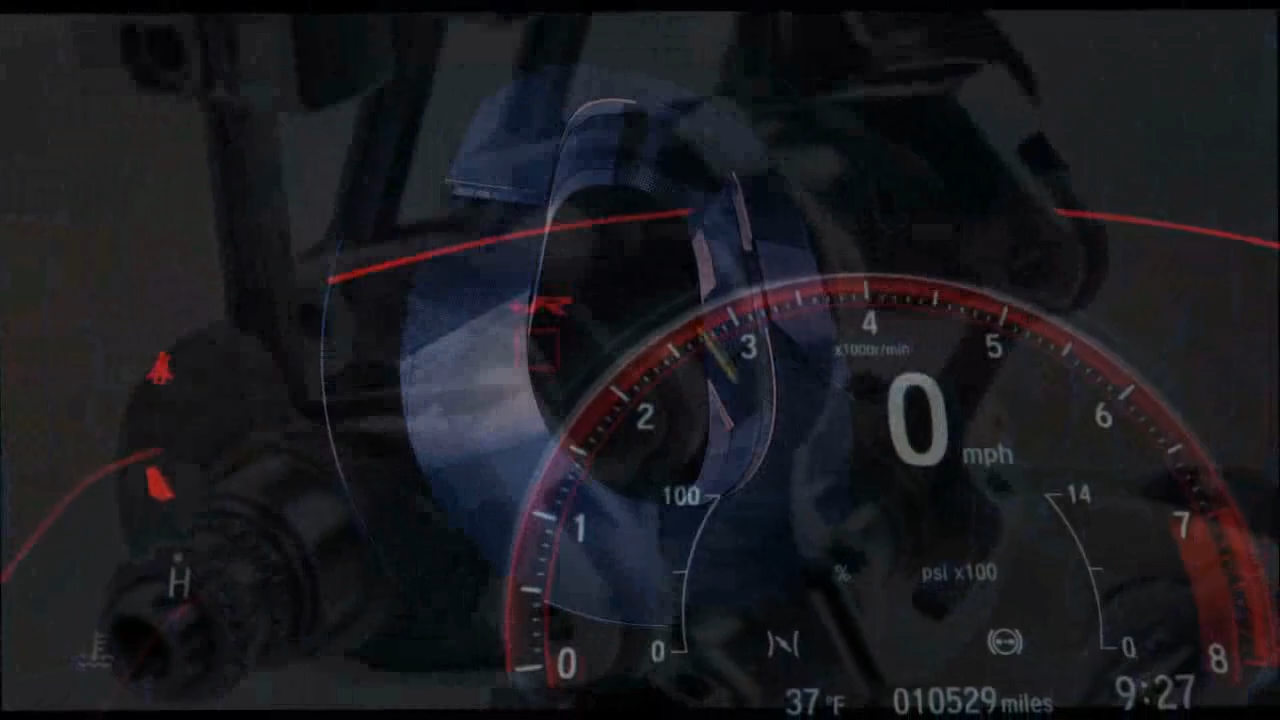 4
x1000r/min
3 5
2 6
0 mph
100 14
1 7
% psi x100
H
0 0 0 8
37 °F 010529 miles 9:27